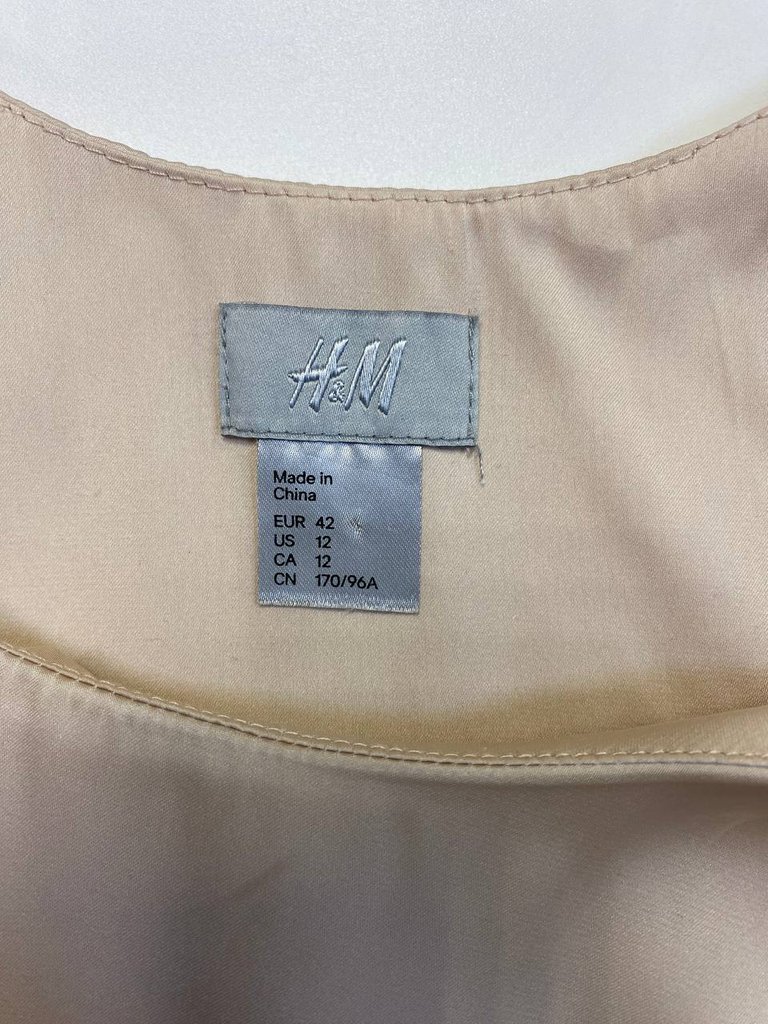 H&M
Made in
China
EUR 42
US 12
CA 12
CN 170/96A